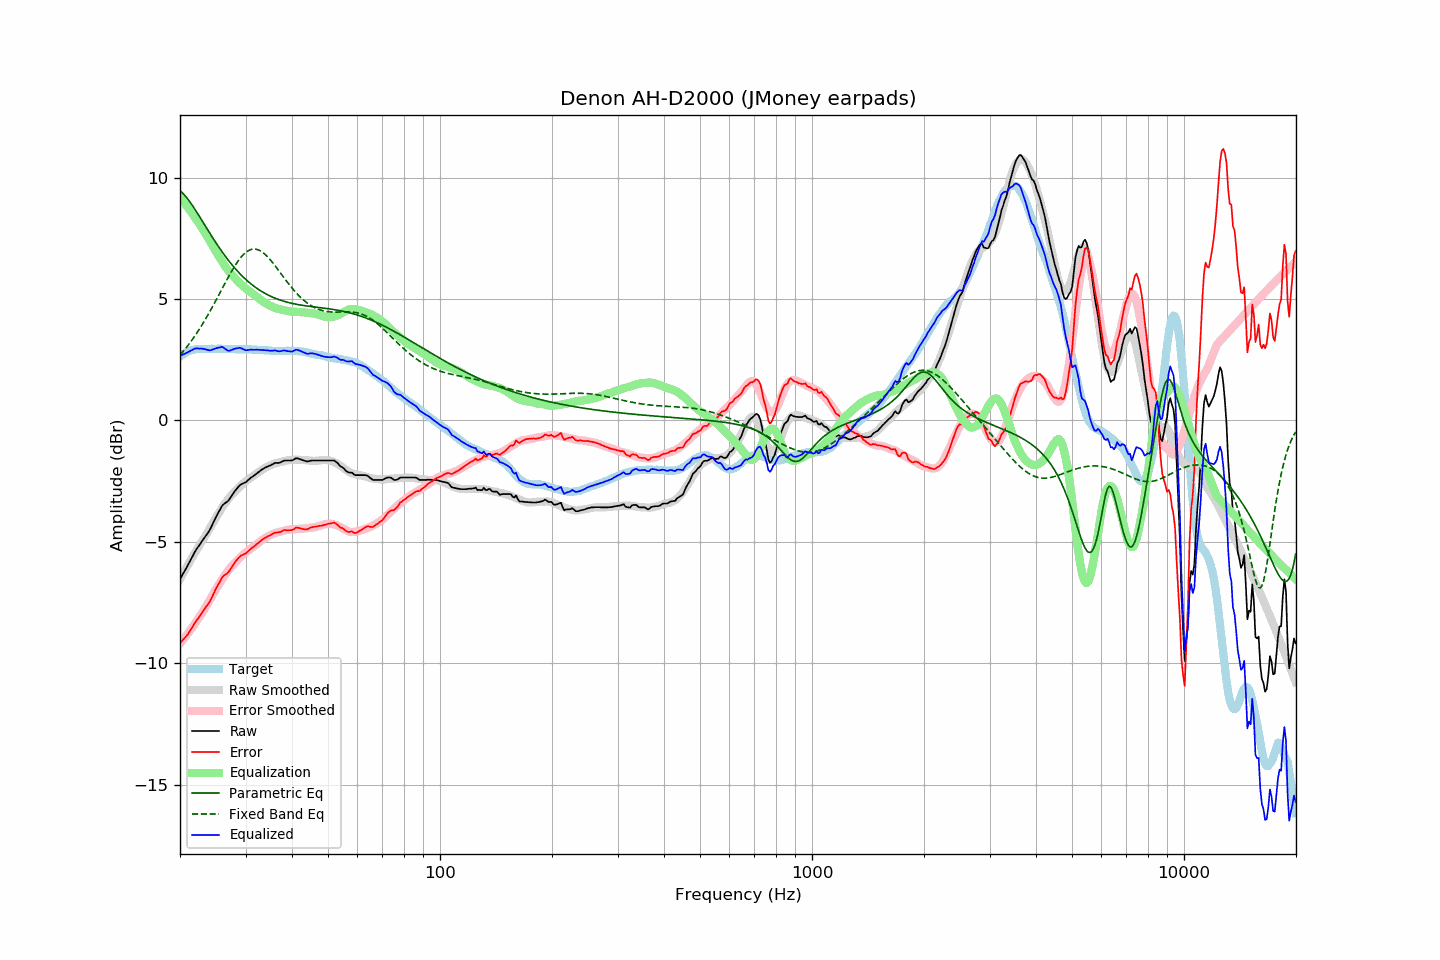 Denon AH-D2000 (JMoney earpads)
10
5
0
−5
−10
−15
Amplitude (dBr)
Target
Raw Smoothed
Error Smoothed
Raw
Error
Equalization
Parametric Eq
Fixed Band Eq
Equalized
100
1000
10000
Frequency (Hz)